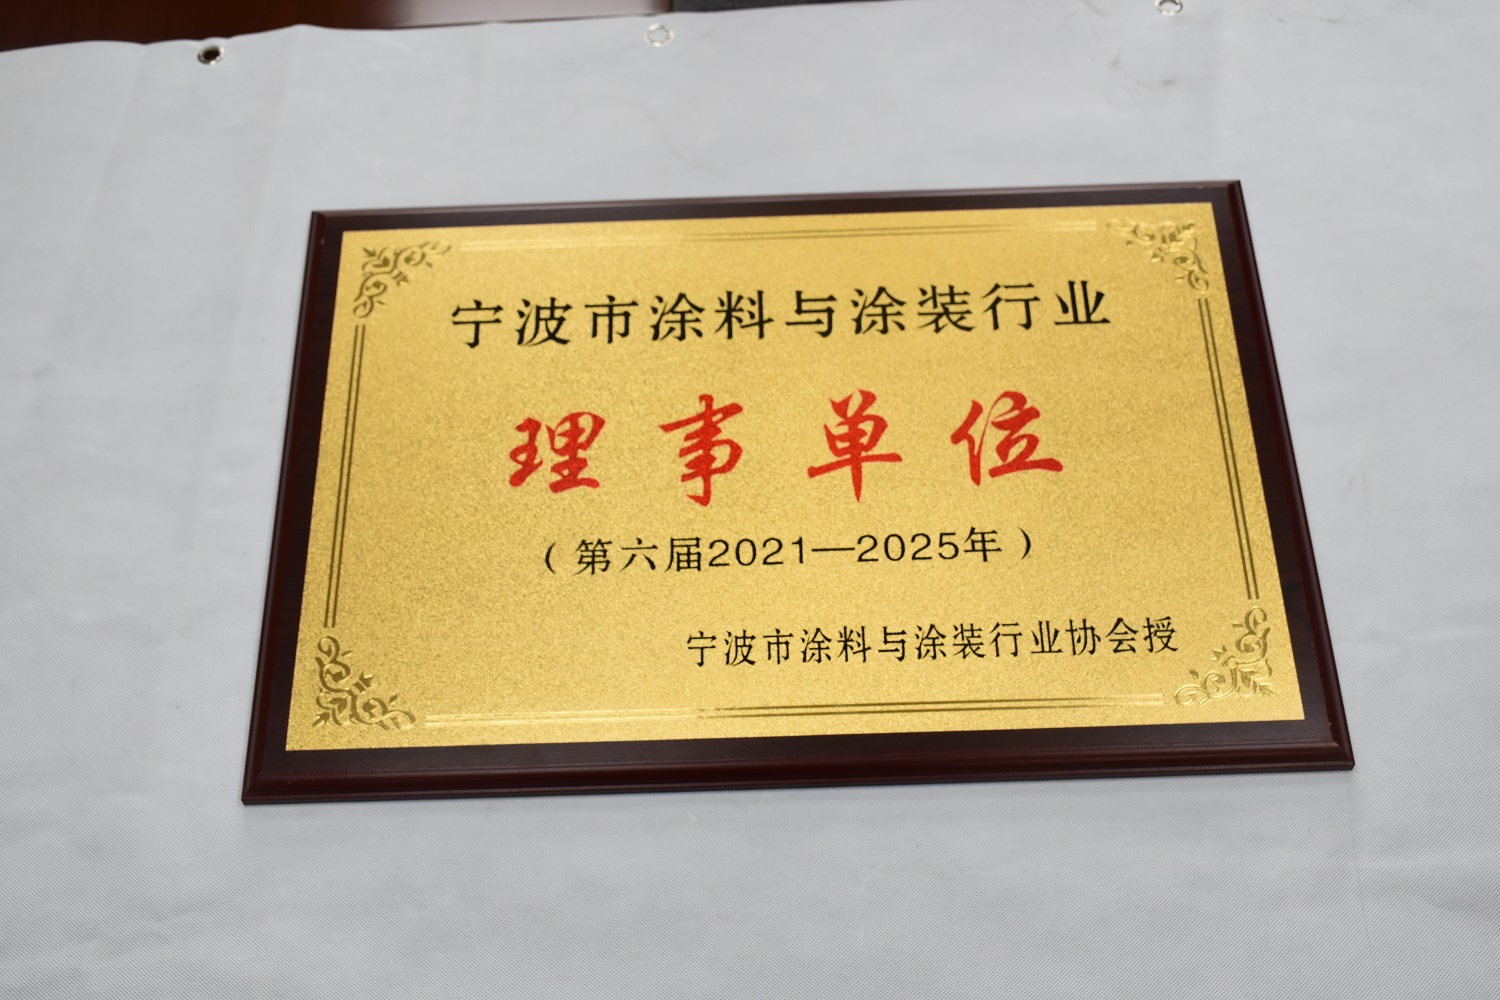 宁波市涂料与涂装行业
理事单位
（第六届2021—2025年）
宁波市涂料与涂装行业协会授